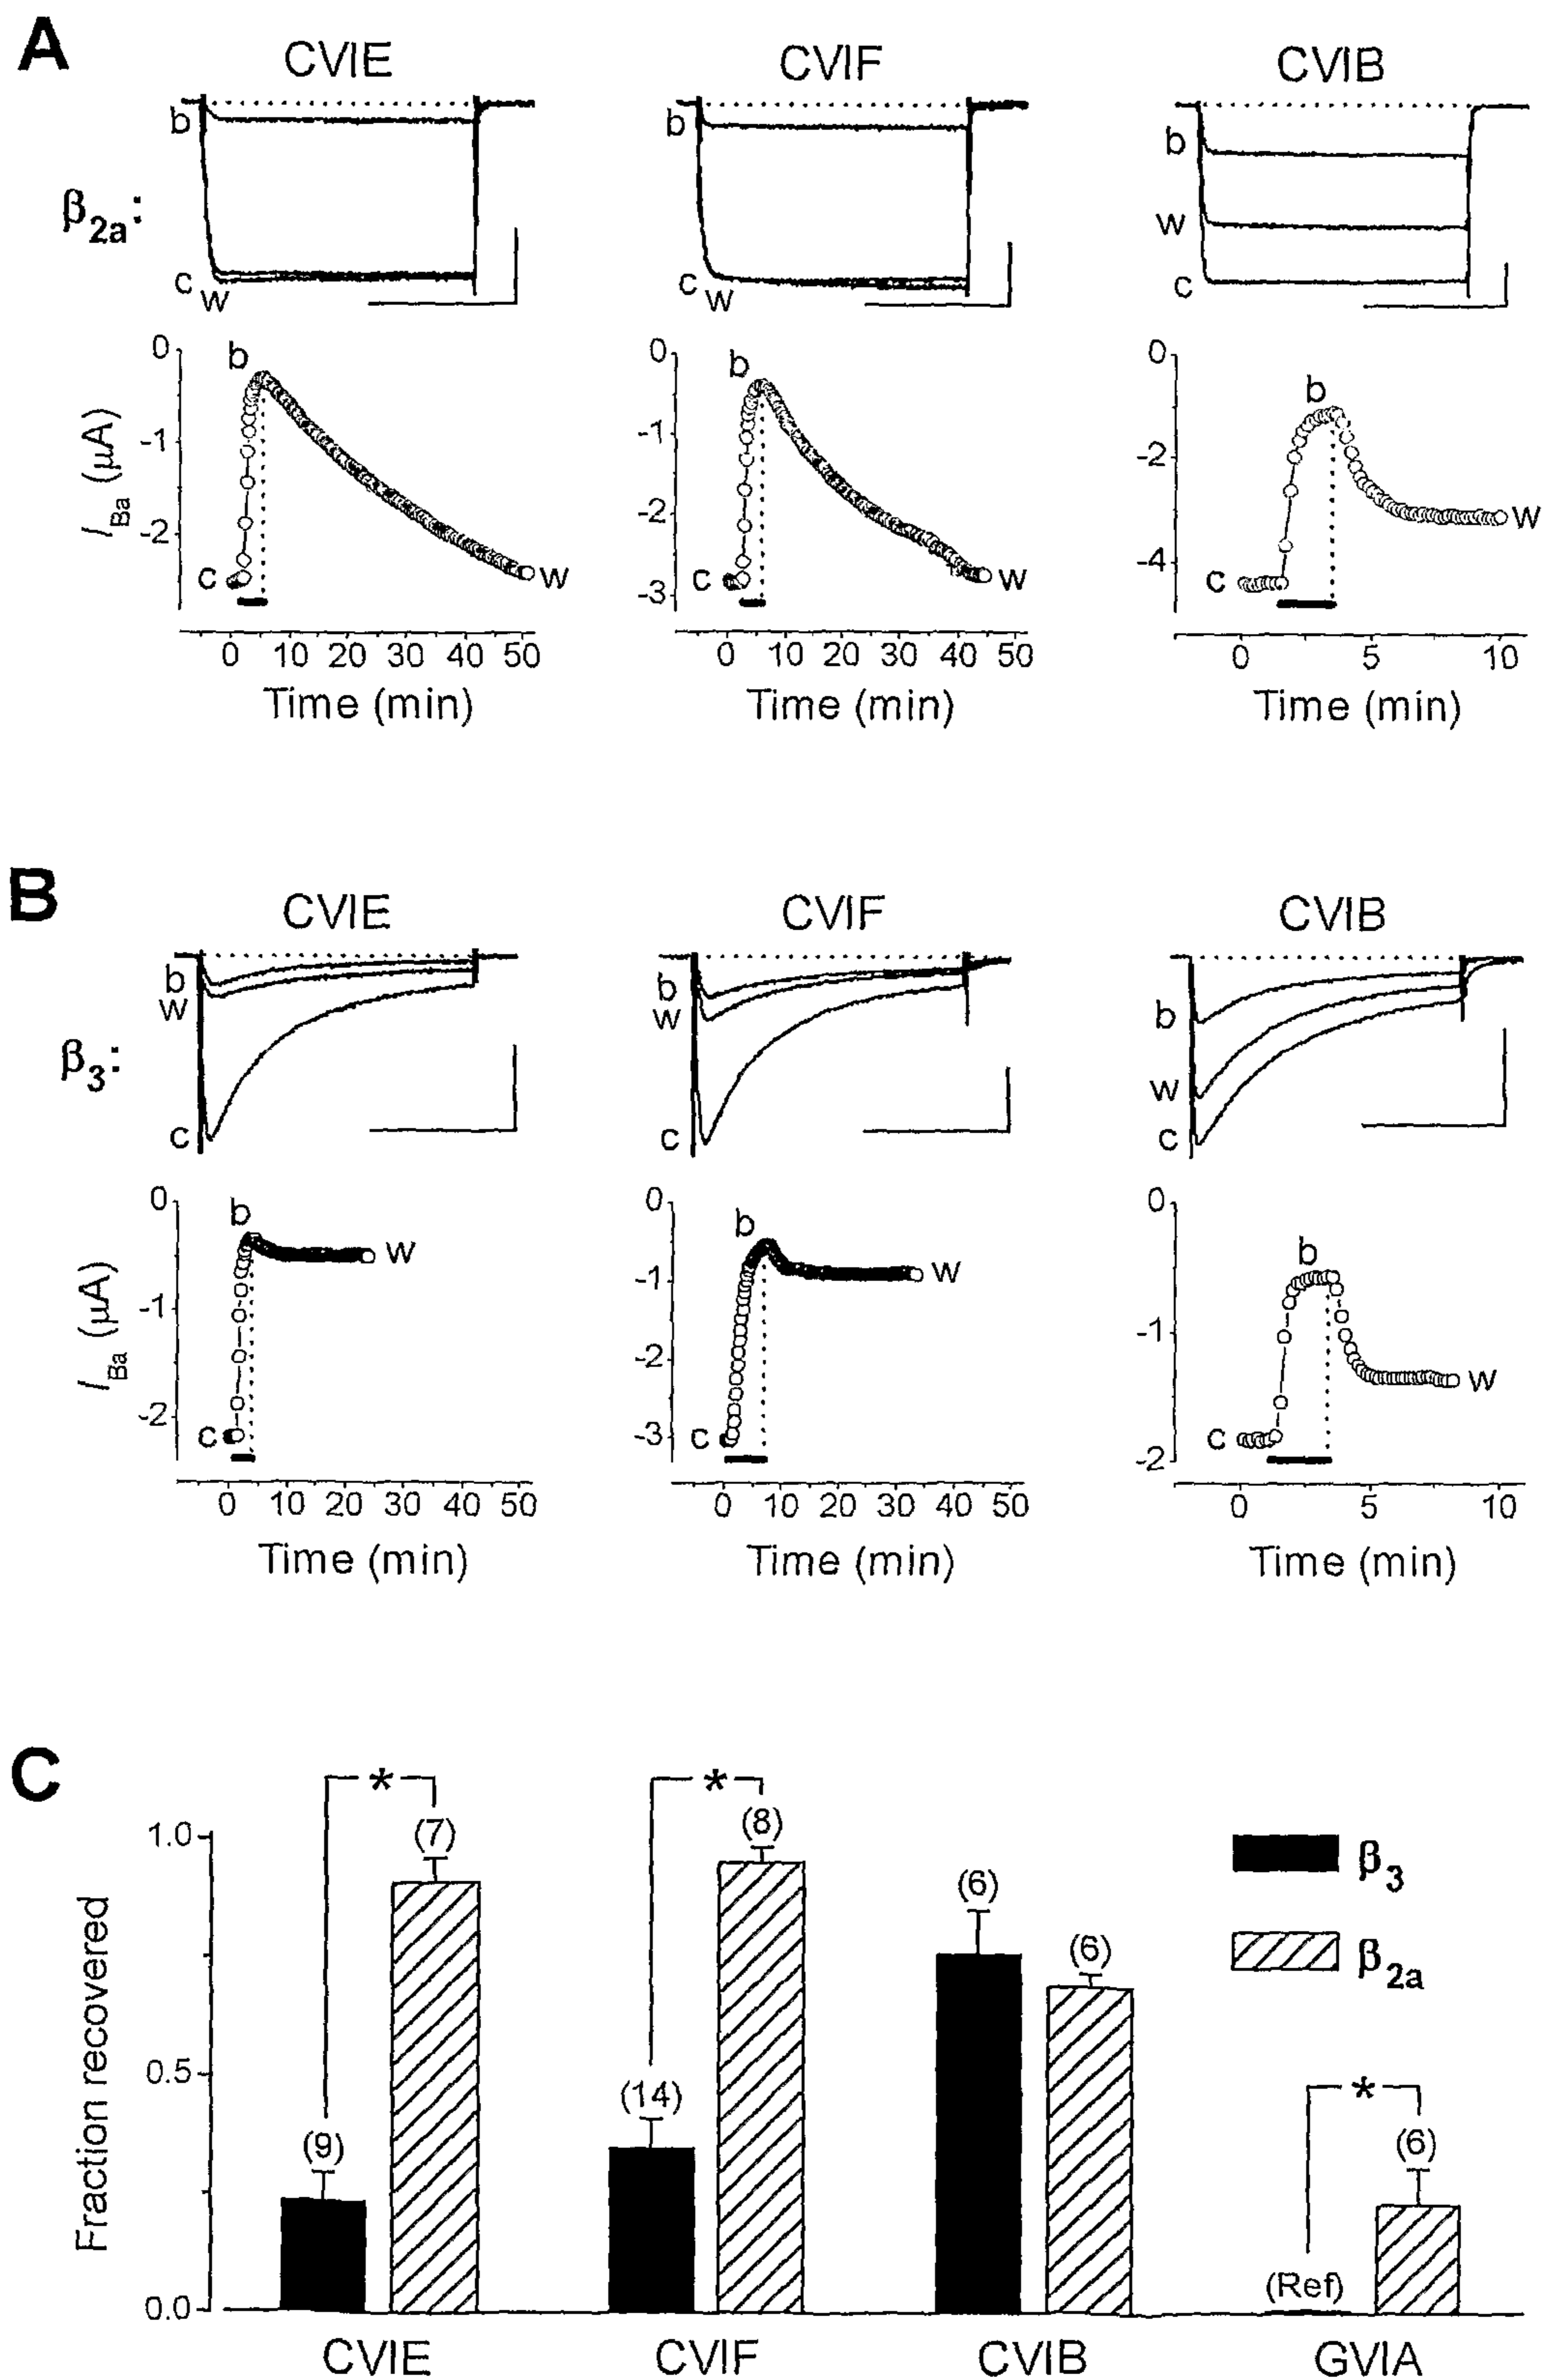 A
CVIE CVIF CVIB
β2a:
b b b
w
c w c w c
0 0 0
b b b
-1 -1 -2
-2 -2 -4
-3
IBa (μA)
c w c w c w
0 10 20 30 40 50 0 10 20 30 40 50 0 5 10
Time (min) Time (min) Time (min)
B
CVIE CVIF CVIB
β3:
b b b
w w w
c c c
0 0 0
b b b
w w w
-1 -1 -1
-2 -2 -2
-3
IBa (μA)
c c c
0 10 20 30 40 50 0 10 20 30 40 50 0 5 10
Time (min) Time (min) Time (min)
C
* *
1.0 (7) (8) β3
(6) (6) β2a
Fraction recovered
0.5 (14) *
(9) (6)
(Ref)
0.0
CVIE CVIF CVIB GVIA